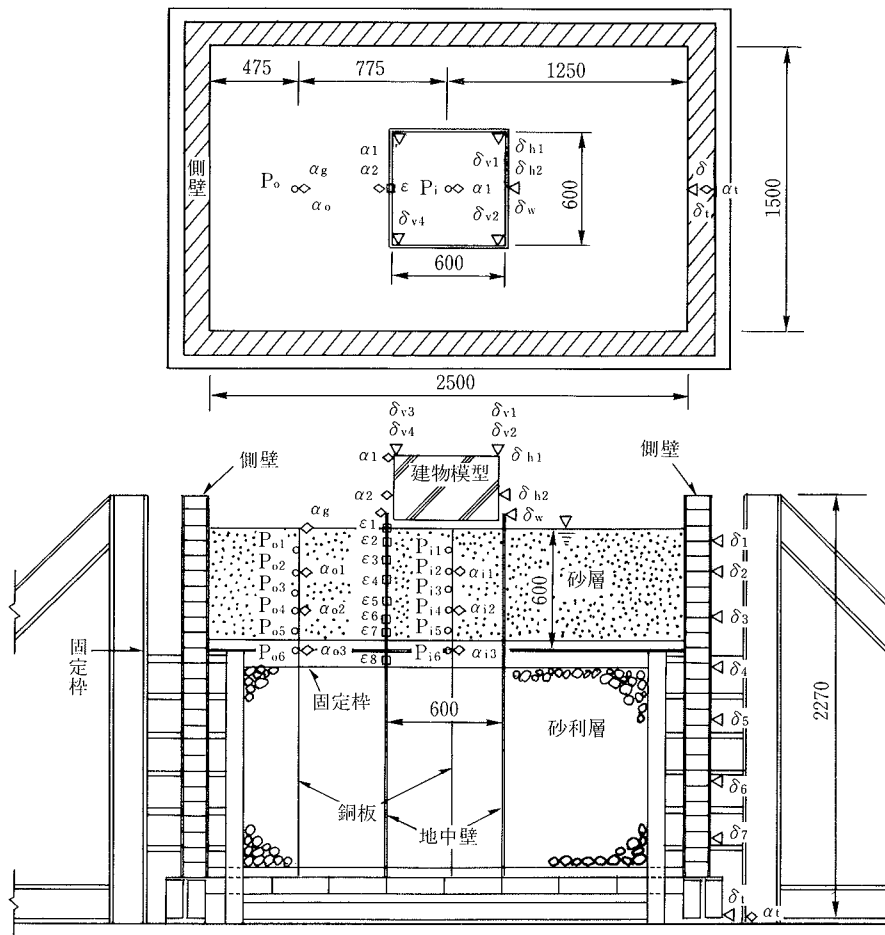 475
775
1250
側壁
P₀
αg
α₀
α1
α2
ε
δv4
Pi
α1
δv1
δv2
δh1
δh2
δw
600
600
δ
δt
αt
1500
2500
δv3
δv4
δv1
δv2
側壁
α1
建物模型
δh1
側壁
α2
δh2
αg
δw
ε1
Po1
ε2
Pi1
δ1
Po2
αo1
ε3
Pi2
αi1
砂層
δ2
Po3
ε4
Pi3
600
Po4
αo2
ε5
Pi4
αi2
δ3
Po5
ε6
ε7
Pi5
Po6
αo3
ε8
Pi6
αi3
δ4
固定枠
固定枠
600
砂利層
δ5
2270
δ6
銅板
地中壁
δ7
δt
αt